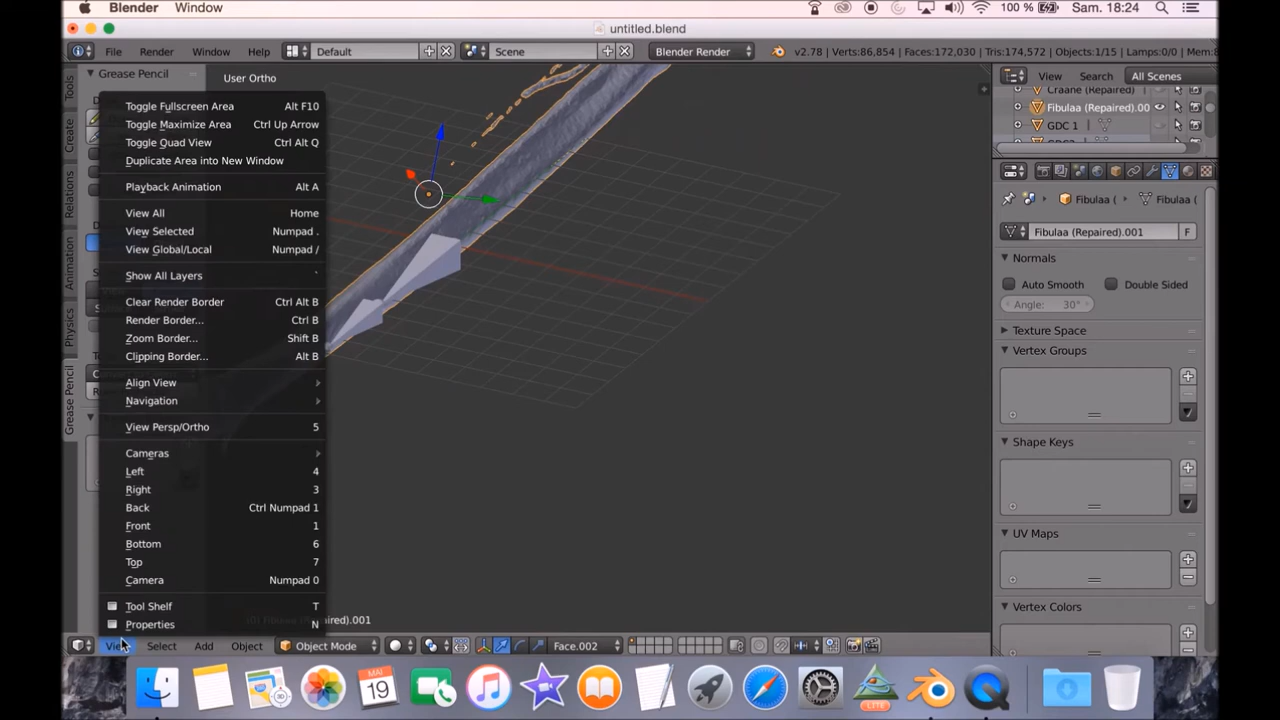 Blender Window 100 % Sam. 18:24
untitled.blend
File Render Window Help Default Scene Blender Render v2.78 | Verts:86,854 | Faces:172,030 | Tris:174,572 | Objects:1/15 | Lamps:0/0 | Mem:8
Grease Pencil
User Ortho
View Search All Scenes
Craane (Repaired)
Fibulaa (Repaired).00
GDC 1
Tools
Create
Relations
Animation
Physics
Grease Pencil
Toggle Fullscreen Area Alt F10
Toggle Maximize Area Ctrl Up Arrow
Toggle Quad View Ctrl Alt Q
Duplicate Area into New Window
Playback Animation Alt A
View All Home
View Selected Numpad .
View Global/Local Numpad /
Show All Layers `
Clear Render Border Ctrl Alt B
Render Border... Ctrl B
Zoom Border... Shift B
Clipping Border... Alt B
Align View
Navigation
View Persp/Ortho 5
Cameras
Left 4
Right 3
Back Ctrl Numpad 1
Front 1
Bottom 6
Top 7
Camera Numpad 0
Tool Shelf T
Properties N
Fibulaa ( Fibulaa (
Fibulaa (Repaired).001 F
Normals
Auto Smooth Double Sided
Angle: 30°
Texture Space
Vertex Groups
Shape Keys
UV Maps
Vertex Colors
View Select Add Object Object Mode Face.002
MAI
19
LITE